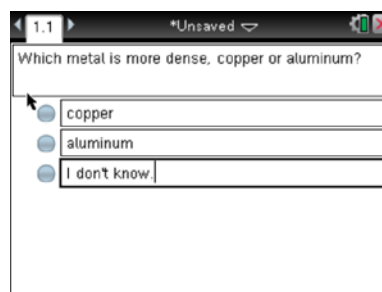 1.1 *Unsaved
Which metal is more dense, copper or aluminum?
copper
aluminum
I don't know.